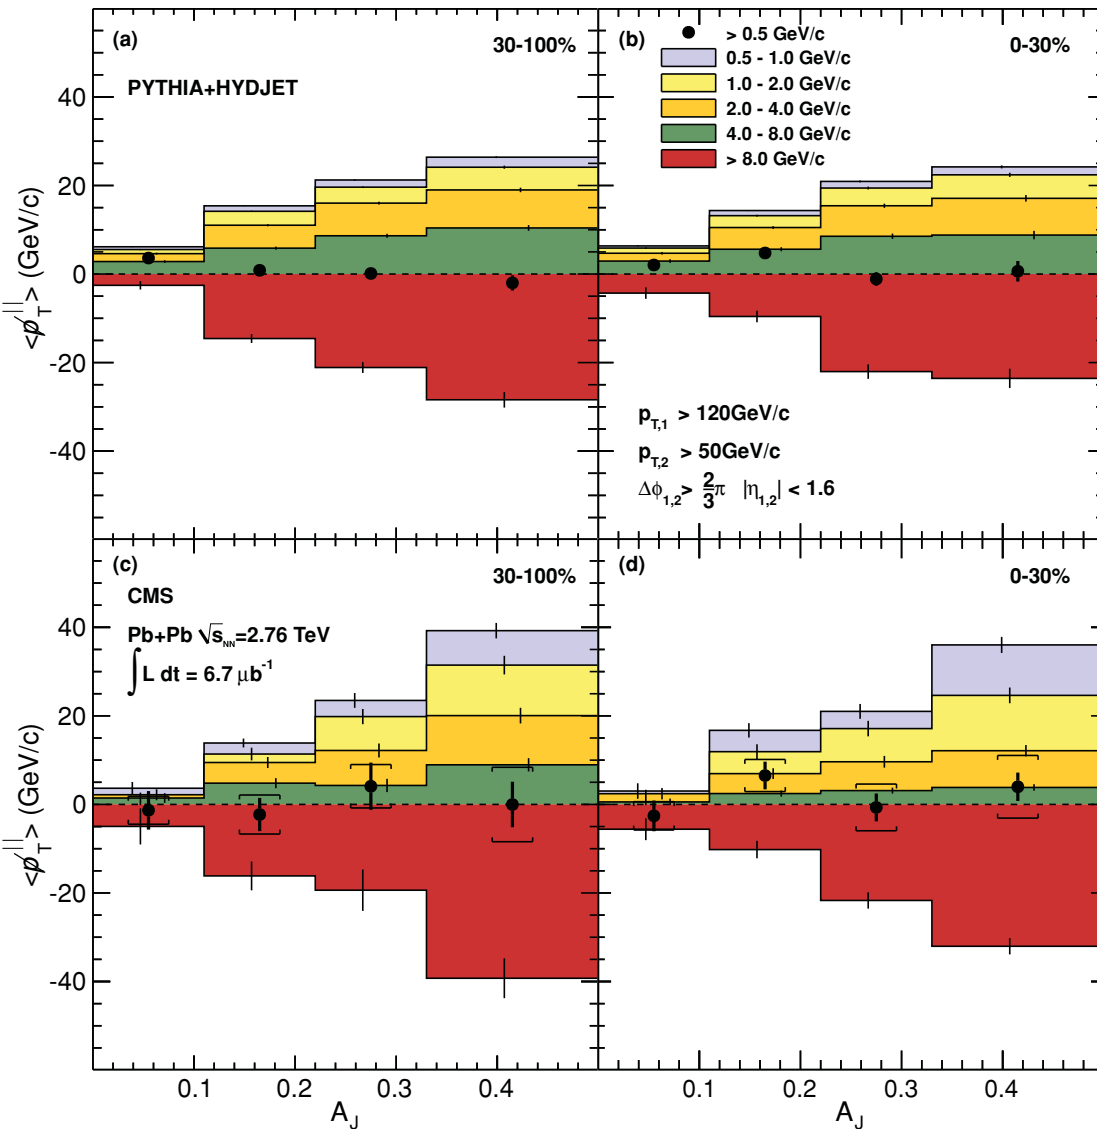 (a) 30-100%
PYTHIA+HYDJET
40
20
0
-20
-40
<p̸_T^||> (GeV/c)
(b) 0-30%
> 0.5 GeV/c
0.5 - 1.0 GeV/c
1.0 - 2.0 GeV/c
2.0 - 4.0 GeV/c
4.0 - 8.0 GeV/c
> 8.0 GeV/c
p_T,1 > 120GeV/c
p_T,2 > 50GeV/c
Δϕ_1,2 > 2/3 π |η_1,2| < 1.6
(c) 30-100%
CMS
Pb+Pb √s_NN=2.76 TeV
∫ L dt = 6.7 μb^-1
40
20
0
-20
-40
<p̸_T^||> (GeV/c)
0.1 0.2 0.3 0.4
A_J
(d) 0-30%
0.1 0.2 0.3 0.4
A_J